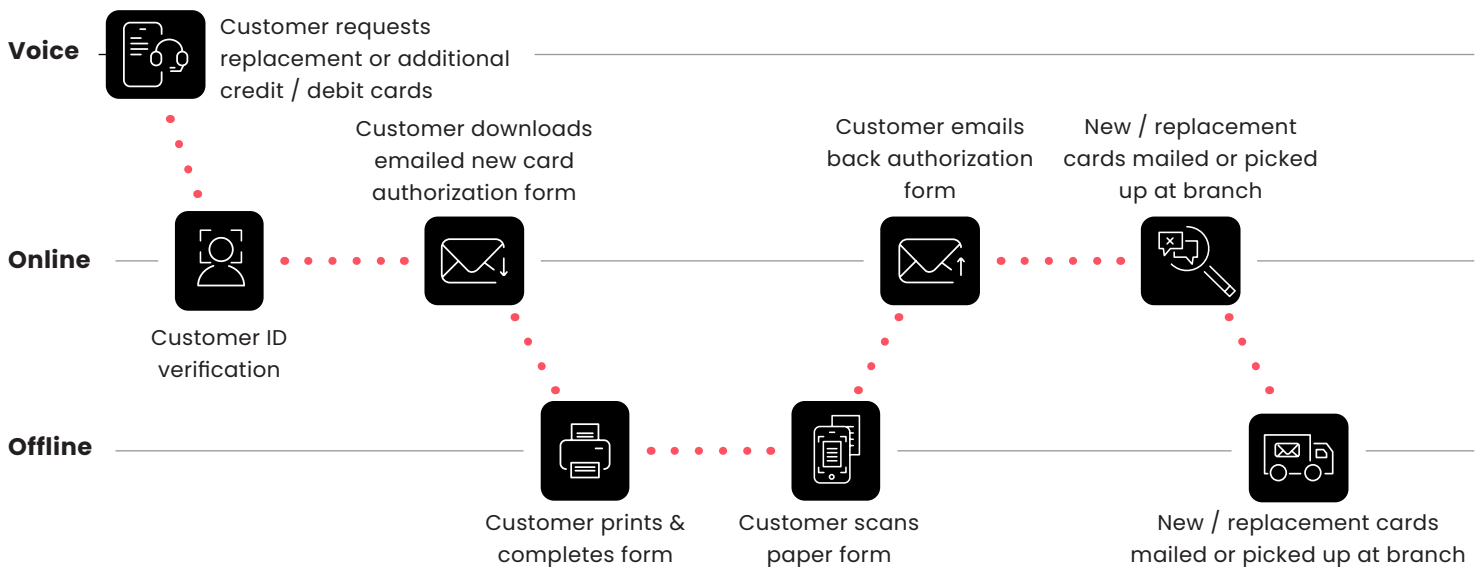 Voice
Customer requests
replacement or additional
credit / debit cards
Customer downloads
emailed new card
authorization form
Customer emails
back authorization
form
New / replacement
cards mailed or picked
up at branch
Online
Customer ID
verification
Offline
Customer prints &
completes form
Customer scans
paper form
New / replacement cards
mailed or picked up at branch